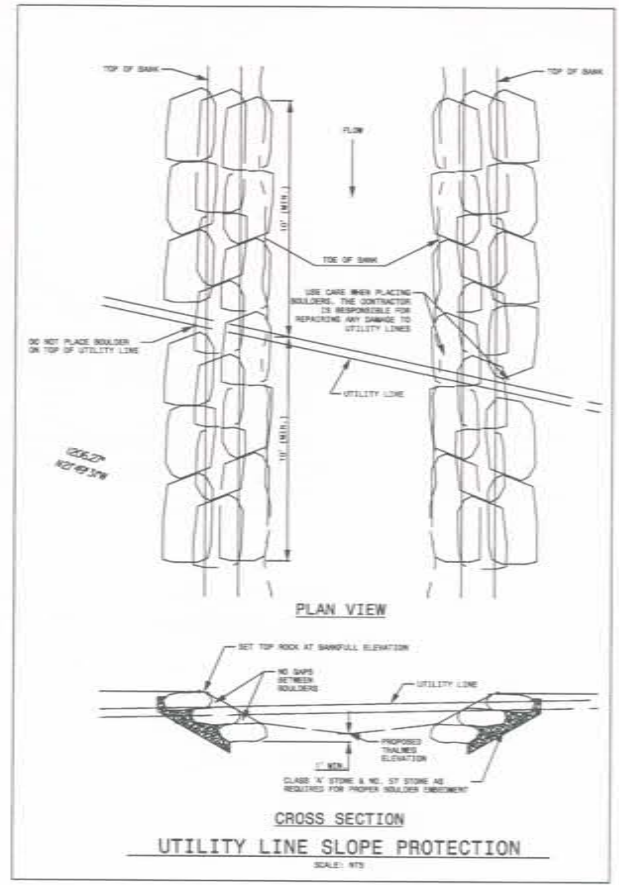 TOP OF BANK
TOP OF BANK
FLOW
10' (MIN.)
TOE OF BANK
USE CARE WHEN PLACING
BOULDERS. THE CONTRACTOR
IS RESPONSIBLE FOR
REPAIRING ANY DAMAGE TO
UTILITY LINES
DO NOT PLACE BOULDER
ON TOP OF UTILITY LINE
UTILITY LINE
10' (MIN.)
PLAN VIEW
SET TOP ROCK AT BANKFULL ELEVATION
NO GAPS
BETWEEN
BOULDERS
UTILITY LINE
PROPOSED
THALWEG
ELEVATION
1' MIN.
CLASS 'A' STONE & NO. 57 STONE AS
REQUIRED FOR PROPER BOULDER EMBEDMENT
CROSS SECTION
UTILITY LINE SLOPE PROTECTION
SCALE: NTS